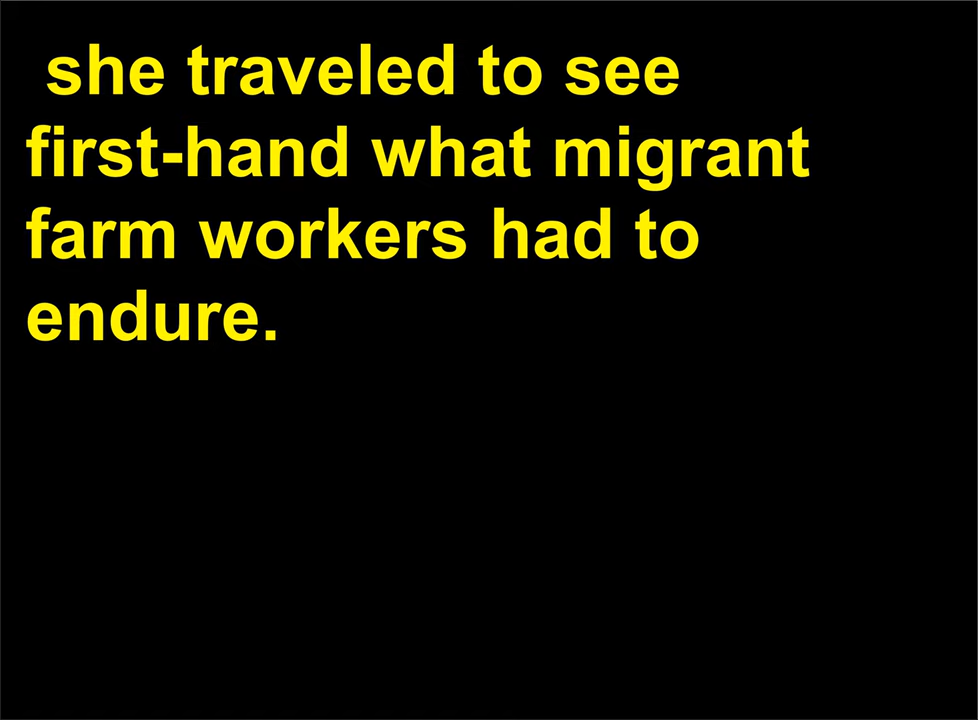 she traveled to see
first-hand what migrant
farm workers had to
endure.